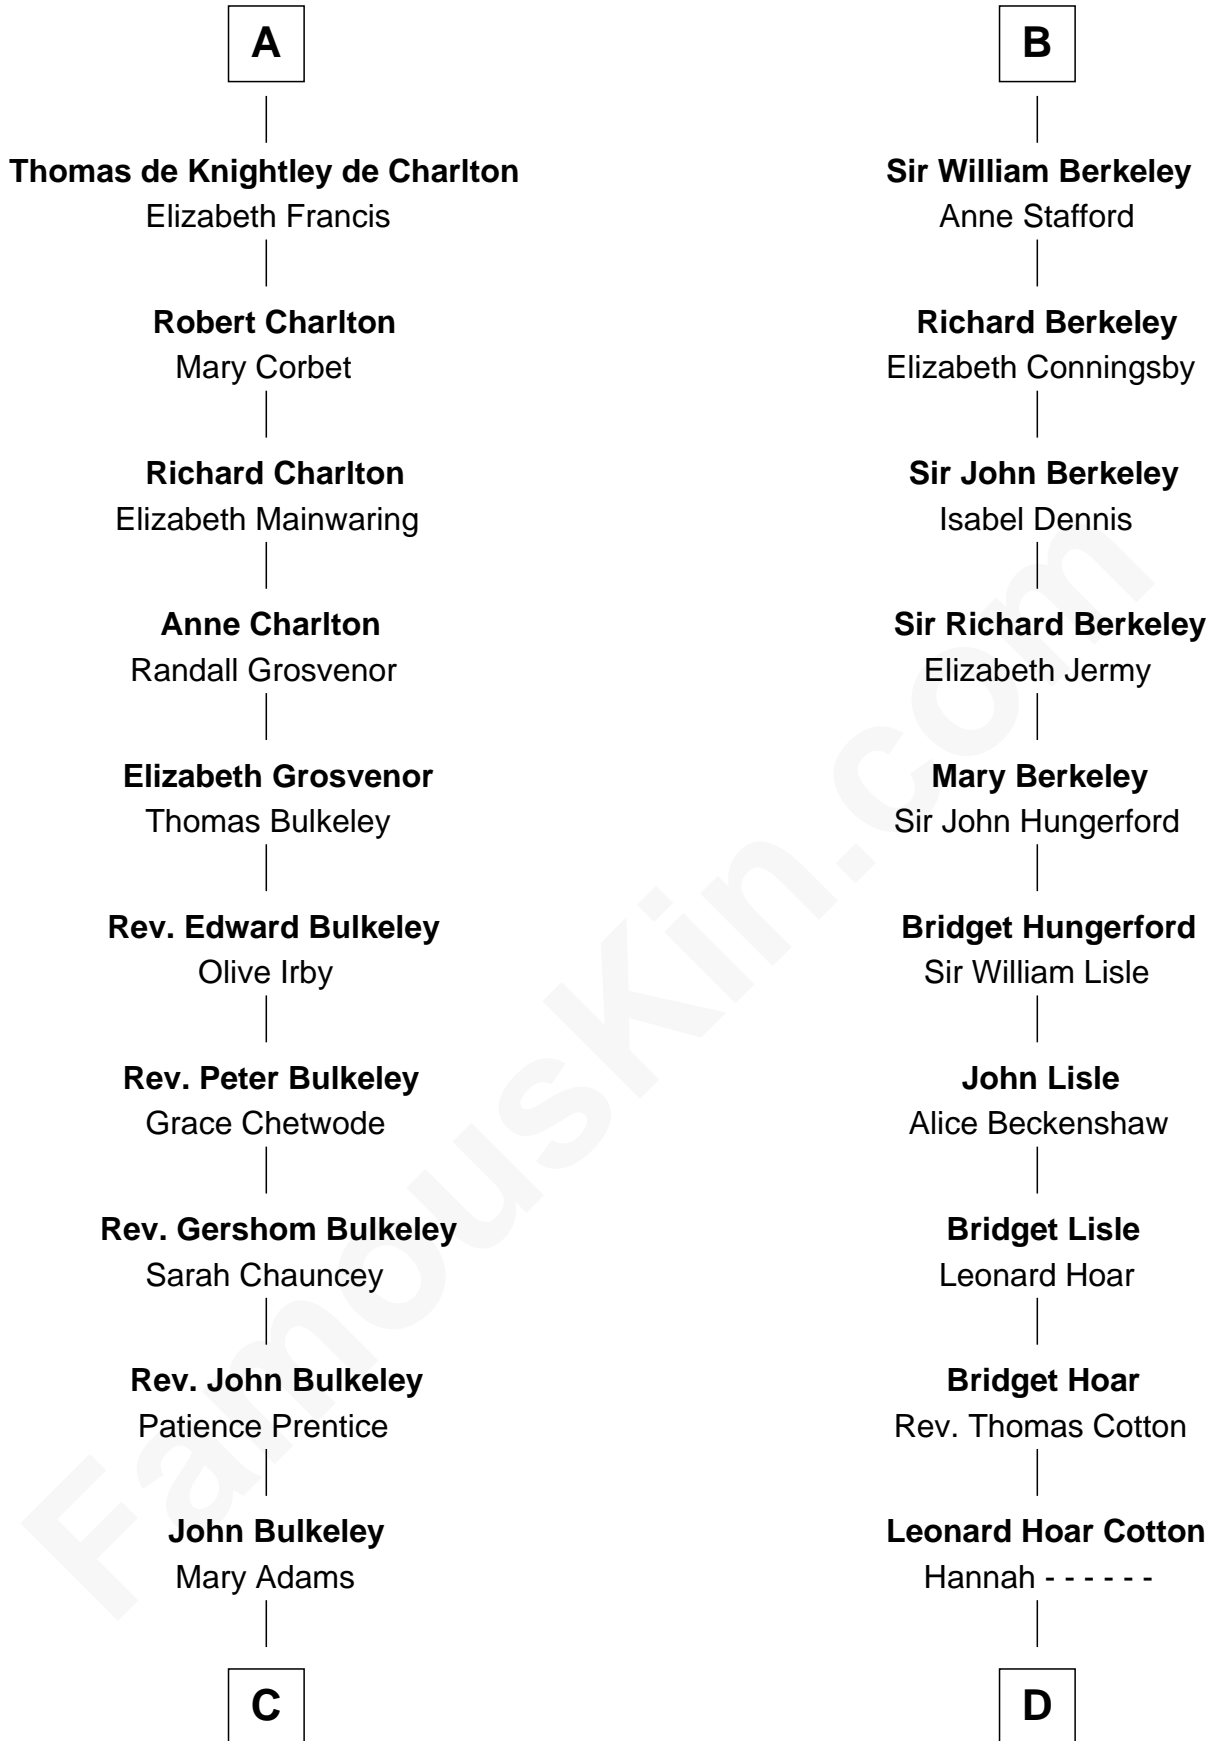 A
Thomas de Knightley de Charlton
Elizabeth Francis
Robert Charlton
Mary Corbet
Richard Charlton
Elizabeth Mainwaring
Anne Charlton
Randall Grosvenor
Elizabeth Grosvenor
Thomas Bulkeley
Rev. Edward Bulkeley
Olive Irby
Rev. Peter Bulkeley
Grace Chetwode
Rev. Gershom Bulkeley
Sarah Chauncey
Rev. John Bulkeley
Patience Prentice
John Bulkeley
Mary Adams
C
B
Sir William Berkeley
Anne Stafford
Richard Berkeley
Elizabeth Conningsby
Sir John Berkeley
Isabel Dennis
Sir Richard Berkeley
Elizabeth Jermy
Mary Berkeley
Sir John Hungerford
Bridget Hungerford
Sir William Lisle
John Lisle
Alice Beckenshaw
Bridget Lisle
Leonard Hoar
Bridget Hoar
Rev. Thomas Cotton
Leonard Hoar Cotton
Hannah - - - - - -
D
FamousKin.com